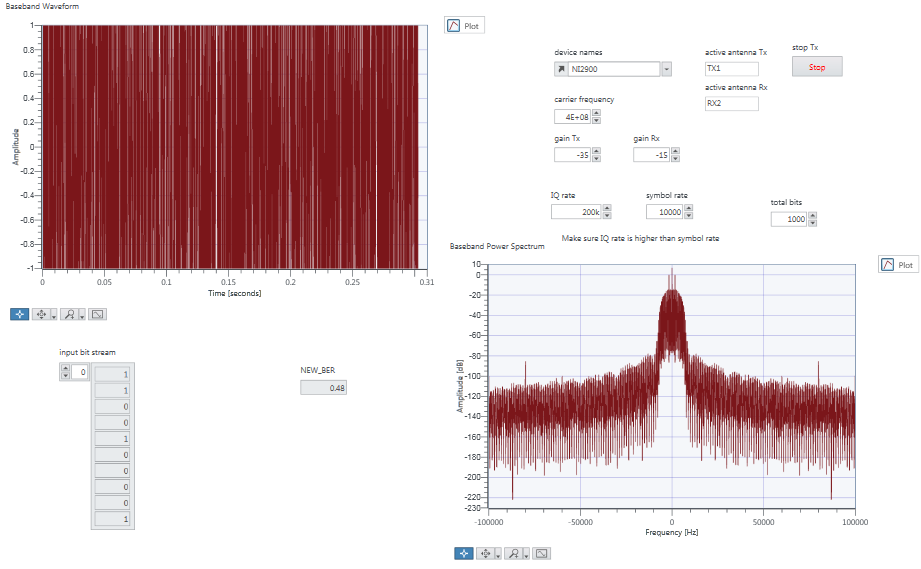 Baseband Waveform
Plot
1
0.8
0.6
0.4
0.2
0
-0.2
-0.4
-0.6
-0.8
-1
Amplitude
0
0.05
0.1
0.15
0.2
0.25
0.31
Time [seconds]
device names
NI2900
active antenna Tx
TX1
stop Tx
Stop
active antenna Rx
RX2
carrier frequency
4E+08
gain Tx
-35
gain Rx
-15
IQ rate
200k
symbol rate
10000
total bits
1000
Make sure IQ rate is higher than symbol rate
Baseband Power Spectrum
Plot
10
0
-20
-40
-60
-80
-100
-120
-140
-160
-180
-200
-220
-230
Amplitude [dB]
-100000
-50000
0
50000
100000
Frequency [Hz]
input bit stream
0
1
1
0
0
1
0
0
0
0
1
NEW_BER
0.48